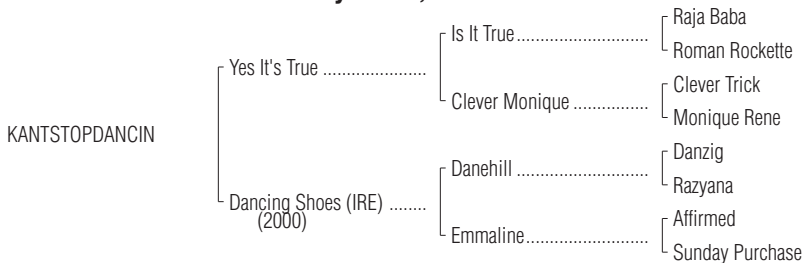 Raja Baba
Is It True
Roman Rockette
Yes It's True
Clever Trick
Clever Monique
Monique Rene
KANTSTOPDANCIN
Danzig
Danehill
Razyana
Dancing Shoes (IRE)
(2000)
Affirmed
Emmaline
Sunday Purchase